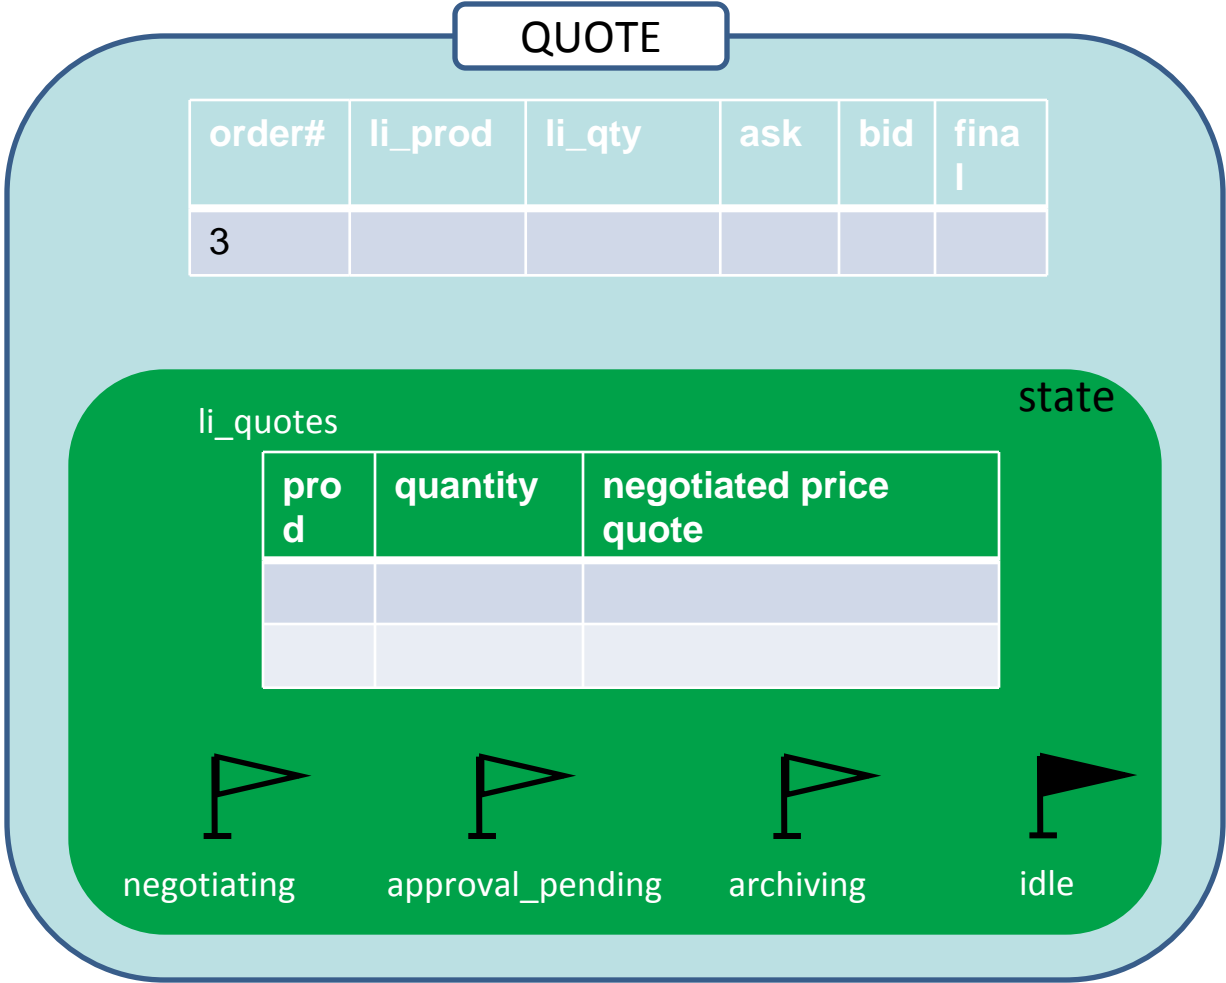 QUOTE
order# li_prod li_qty ask bid fina
l
3
state
li_quotes
pro quantity negotiated price
d quote
negotiating approval_pending archiving idle